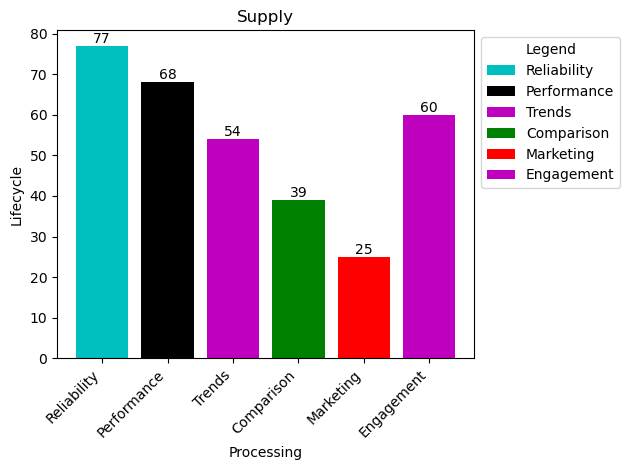 Supply
Lifecycle
80
70
60
50
40
30
20
10
0
77
68
54
39
25
60
Reliability
Performance
Trends
Comparison
Marketing
Engagement
Processing
Legend
Reliability
Performance
Trends
Comparison
Marketing
Engagement